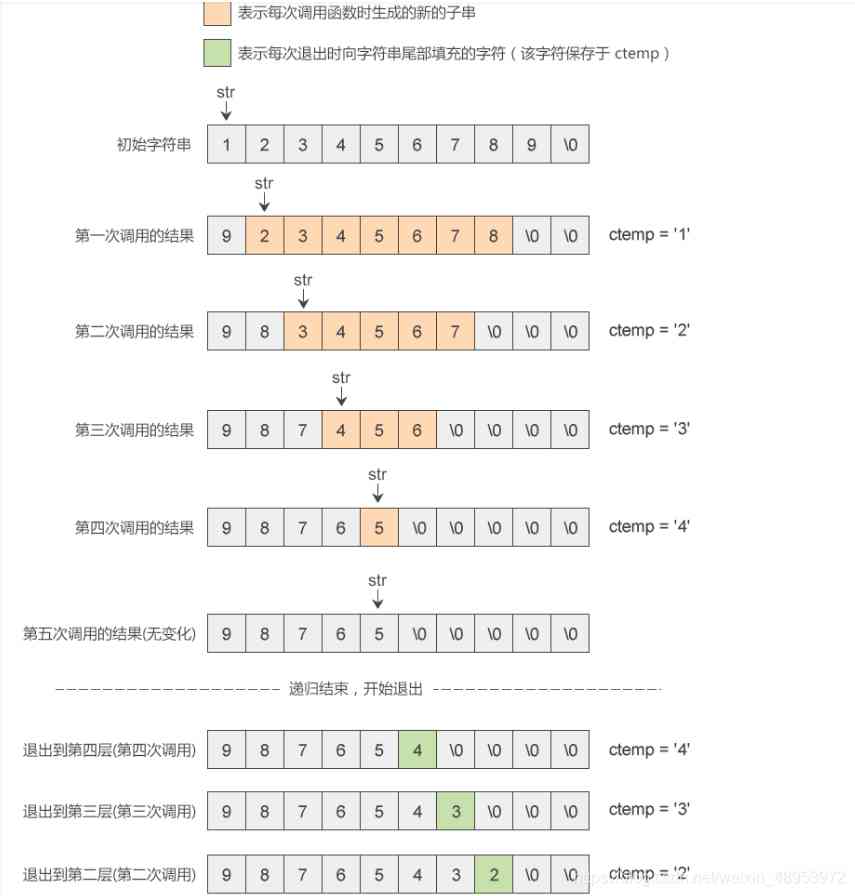 表示每次调用函数时生成的新的子串
表示每次退出时向字符串尾部填充的字符（该字符保存于 ctemp ）
str
初始字符串 1 2 3 4 5 6 7 8 9 \0
str
第一次调用的结果 9 2 3 4 5 6 7 8 \0 \0 ctemp = '1'
str
第二次调用的结果 9 8 3 4 5 6 7 \0 \0 \0 ctemp = '2'
str
第三次调用的结果 9 8 7 4 5 6 \0 \0 \0 \0 ctemp = '3'
str
第四次调用的结果 9 8 7 6 5 \0 \0 \0 \0 \0 ctemp = '4'
str
第五次调用的结果(无变化) 9 8 7 6 5 \0 \0 \0 \0 \0
递归结束，开始退出
退出到第四层(第四次调用) 9 8 7 6 5 4 \0 \0 \0 \0 ctemp = '4'
退出到第三层(第三次调用) 9 8 7 6 5 4 3 \0 \0 \0 ctemp = '3'
退出到第二层(第二次调用) 9 8 7 6 5 4 3 2 \0 \0 ctemp = '2'